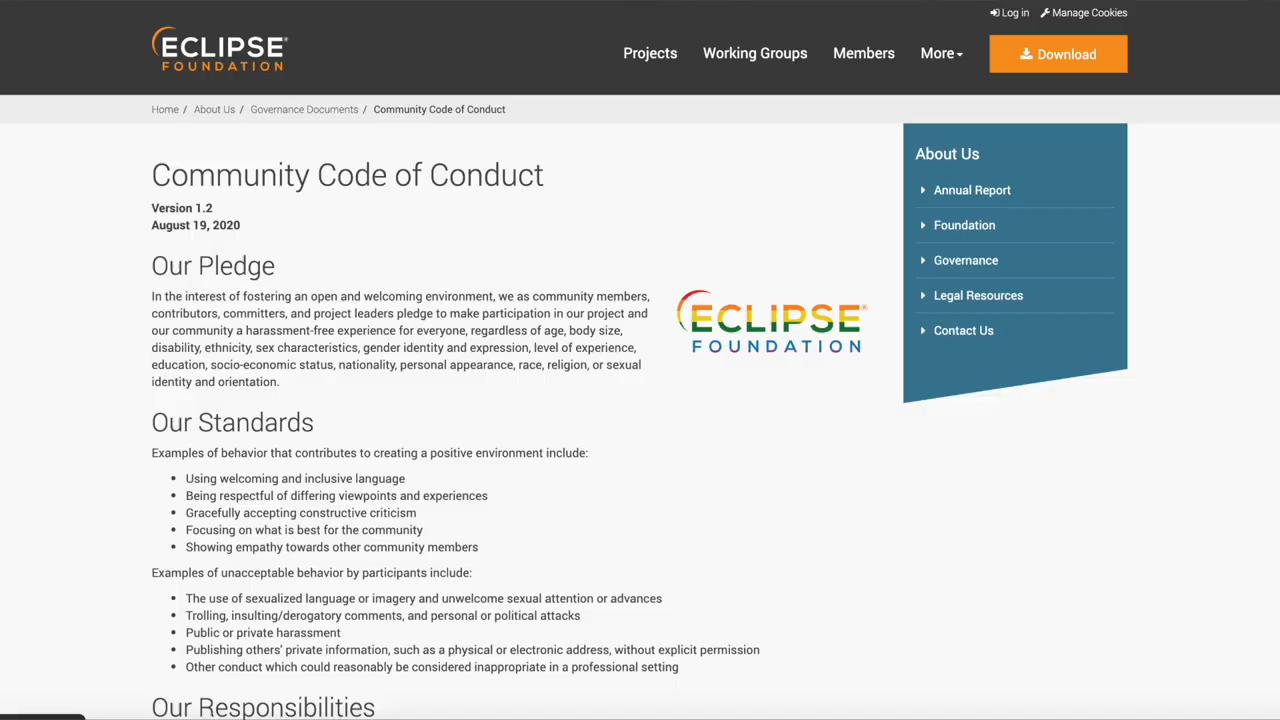 Log in Manage Cookies
ECLIPSE®
FOUNDATION
Projects Working Groups Members More Download
Home / About Us / Governance Documents / Community Code of Conduct
Community Code of Conduct
Version 1.2
August 19, 2020
Our Pledge
In the interest of fostering an open and welcoming environment, we as community members,
contributors, committers, and project leaders pledge to make participation in our project and
our community a harassment-free experience for everyone, regardless of age, body size,
disability, ethnicity, sex characteristics, gender identity and expression, level of experience,
education, socio-economic status, nationality, personal appearance, race, religion, or sexual
identity and orientation.
ECLIPSE®
FOUNDATION
Our Standards
Examples of behavior that contributes to creating a positive environment include:
• Using welcoming and inclusive language
• Being respectful of differing viewpoints and experiences
• Gracefully accepting constructive criticism
• Focusing on what is best for the community
• Showing empathy towards other community members
Examples of unacceptable behavior by participants include:
• The use of sexualized language or imagery and unwelcome sexual attention or advances
• Trolling, insulting/derogatory comments, and personal or political attacks
• Public or private harassment
• Publishing others' private information, such as a physical or electronic address, without explicit permission
• Other conduct which could reasonably be considered inappropriate in a professional setting
Our Responsibilities
About Us
Annual Report
Foundation
Governance
Legal Resources
Contact Us